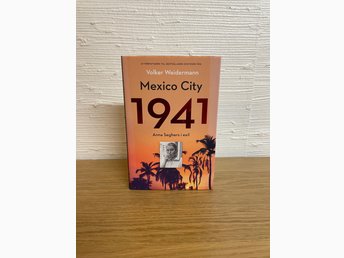 Volker Weidermann
Mexico City
1941
Anna Seghers i exil